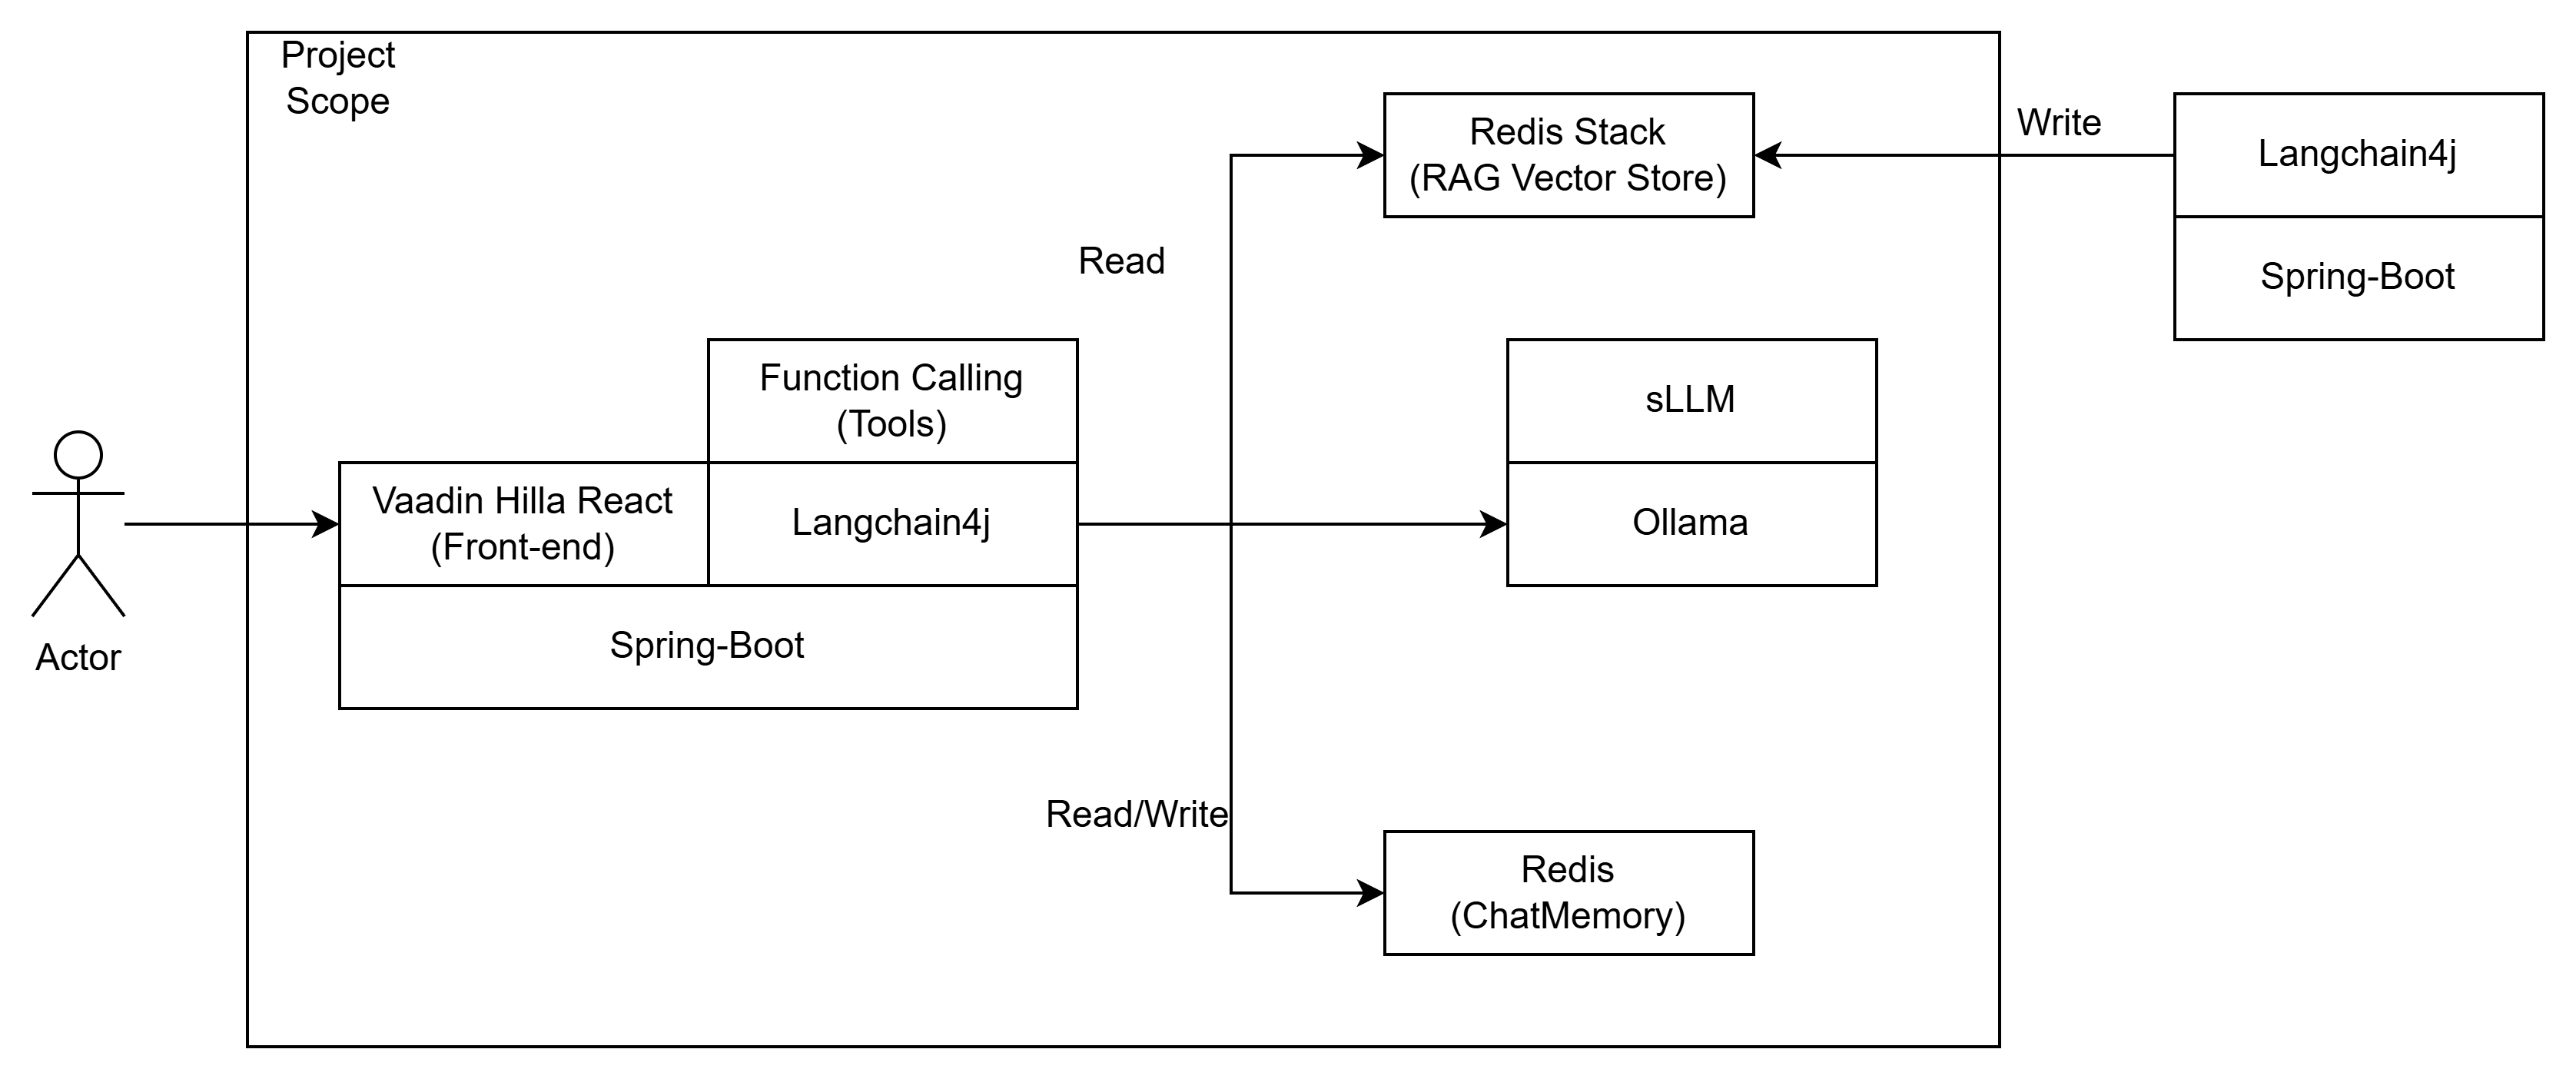 Project
Scope
Redis Stack
(RAG Vector Store)
Write
Langchain4j
Spring-Boot
Read
Function Calling
(Tools)
sLLM
Vaadin Hilla React
(Front-end)
Langchain4j
Ollama
Spring-Boot
Actor
Read/Write
Redis
(ChatMemory)